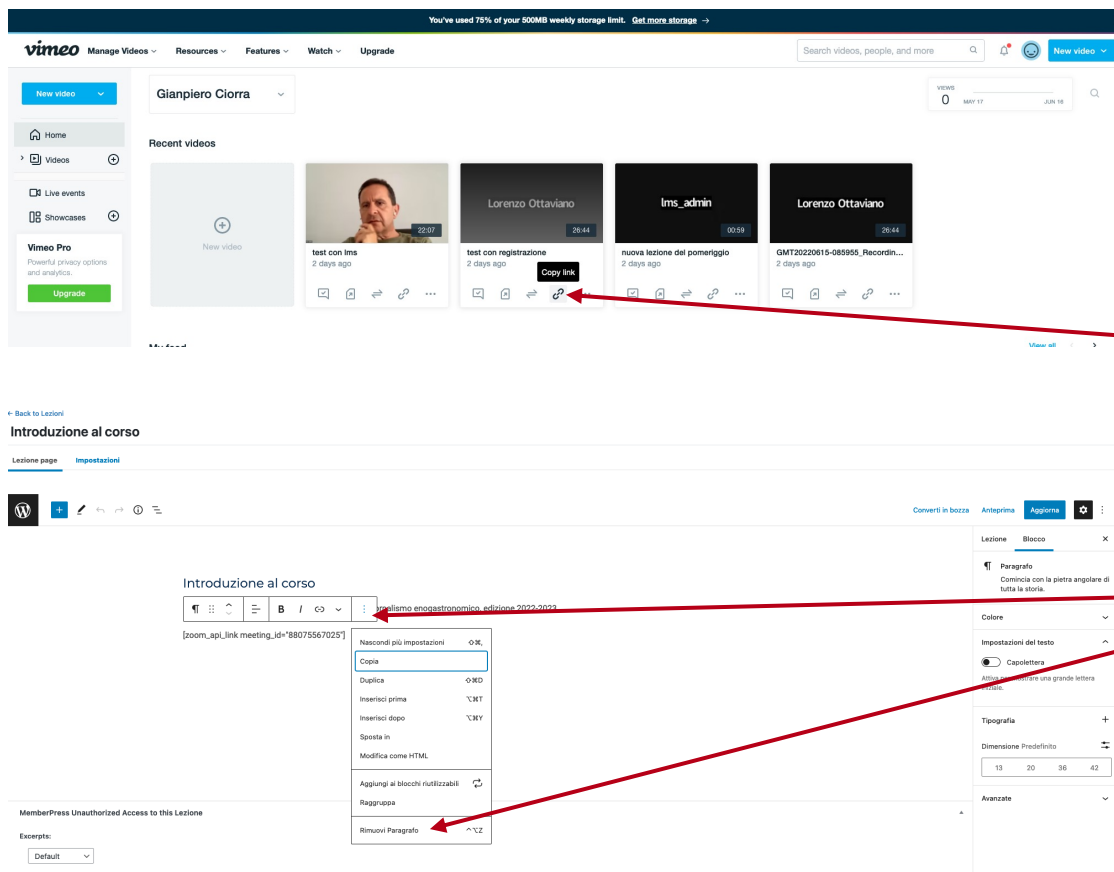 You've used 75% of your 500MB weekly storage limit. Get more storage →
vimeo Manage Videos Resources Features Watch Upgrade Search videos, people, and more New video
New video
Gianpiero Ciorra
VIEWS
0 MAY 17 JUN 16
Home
Videos
Live events
Showcases
Vimeo Pro
Powerful privacy options
and analytics.
Upgrade
Recent videos
New video
22:07
test con lms
2 days ago
Lorenzo Ottaviano
26:44
test con registrazione
2 days ago
Copy link
lms_admin
00:59
nuova lezione del pomeriggio
2 days ago
Lorenzo Ottaviano
26:44
GMT20220615-085955_Recordin...
2 days ago
My feed
View all
← Back to Lezioni
Introduzione al corso
Lezione page Impostazioni
Converti in bozza Anteprima Aggiorna
Introduzione al corso
enogastronomico, edizione 2022-2023
B I
[zoom_api_link meeting_id="88075567025"]
Nascondi più impostazioni ⇧⌘,
Copia
Duplica ⇧⌘D
Inserisci prima ⌥⌘T
Inserisci dopo ⌥⌘Y
Sposta in
Modifica come HTML
Aggiungi ai blocchi riutilizzabili
Raggruppa
Rimuovi Paragrafo ^⌥Z
Lezione Blocco
Paragrafo
Comincia con la pietra angolare di
tutta la storia.
Colore
Impostazioni del testo
Capolettera
Attiva per mostrare una grande lettera
iniziale.
Tipografia
Dimensione Predefinito
13 20 36 42
Avanzate
MemberPress Unauthorized Access to this Lezione
Excerpts:
Default